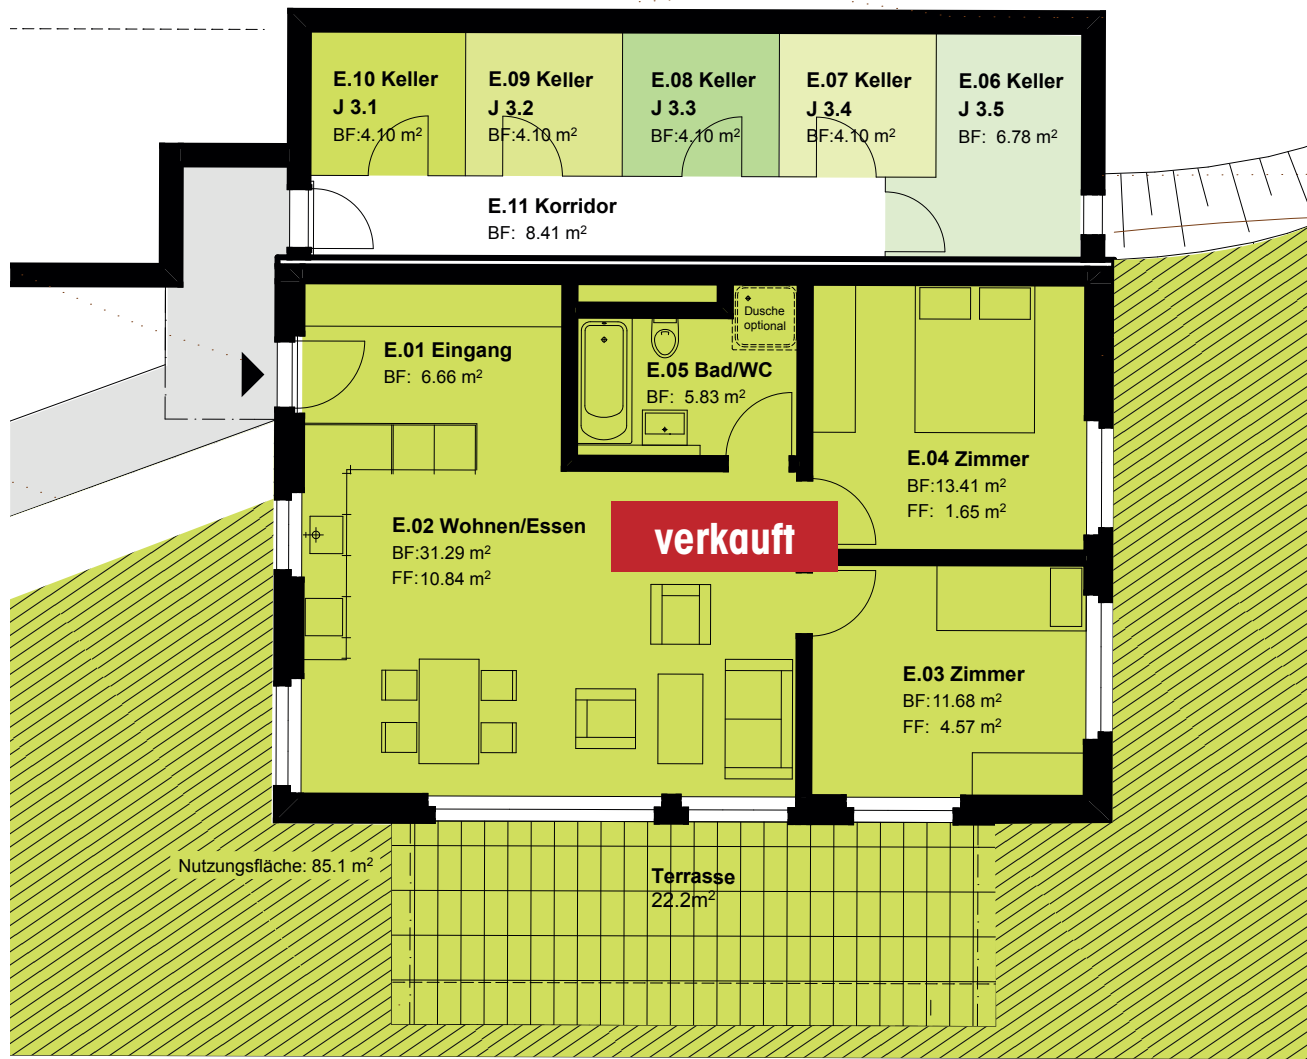 E.10 Keller
J 3.1
BF:4.10 m²
E.09 Keller
J 3.2
BF:4.10 m²
E.08 Keller
J 3.3
BF:4.10 m²
E.07 Keller
J 3.4
BF:4.10 m²
E.06 Keller
J 3.5
BF: 6.78 m²
E.11 Korridor
BF: 8.41 m²
Dusche
optional
E.01 Eingang
BF: 6.66 m²
E.05 Bad/WC
BF: 5.83 m²
E.04 Zimmer
BF:13.41 m²
FF: 1.65 m²
E.02 Wohnen/Essen
BF:31.29 m²
FF:10.84 m²
verkauft
E.03 Zimmer
BF:11.68 m²
FF: 4.57 m²
Nutzungsfläche: 85.1 m²
Terrasse
22.2m²